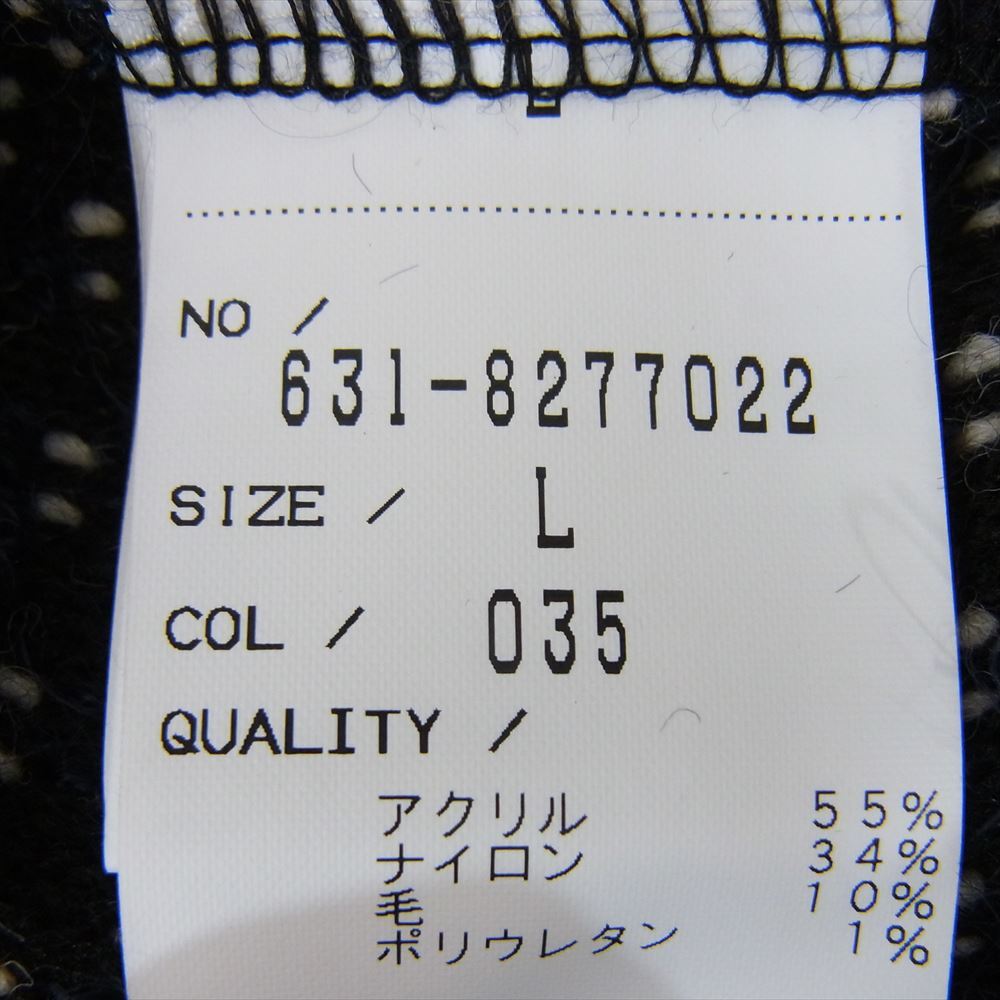 NO /
631-8277022
SIZE / L
COL / 035
QUALITY /
アクリル 55%
ナイロン 34%
毛 10%
ポリウレタン 1%